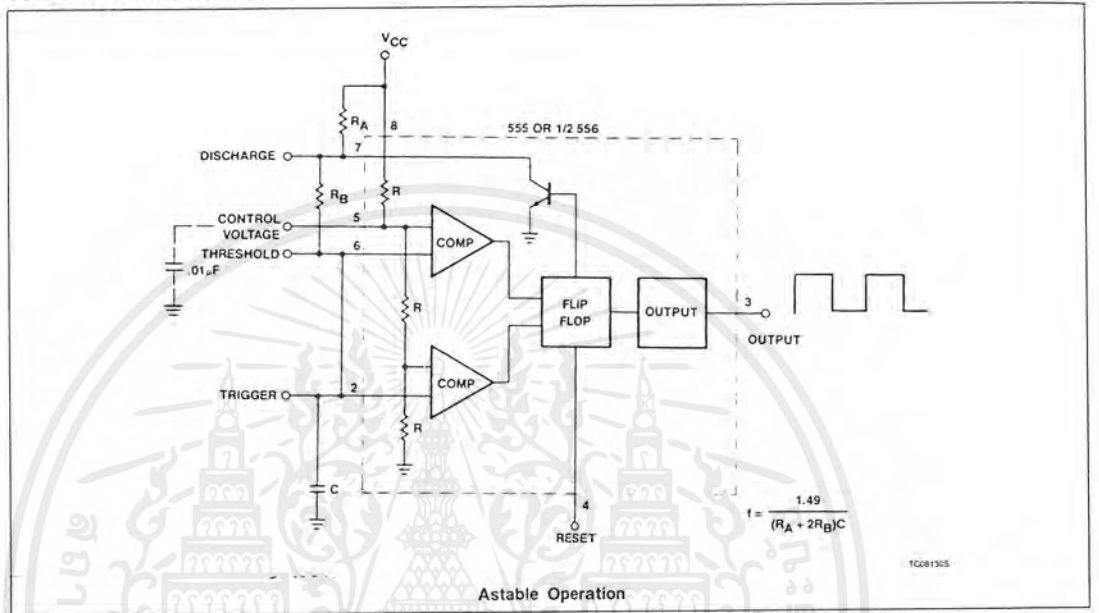 VCC
RA
8
555 OR 1/2 556
DISCHARGE
7
RB
R
CONTROL
VOLTAGE
5
COMP
THRESHOLD
6
.01μF
R
FLIP
FLOP
OUTPUT
3
OUTPUT
COMP
TRIGGER
2
R
C
4
RESET
f = 1.49
(RA + 2RB)C
TC081305
Astable Operation